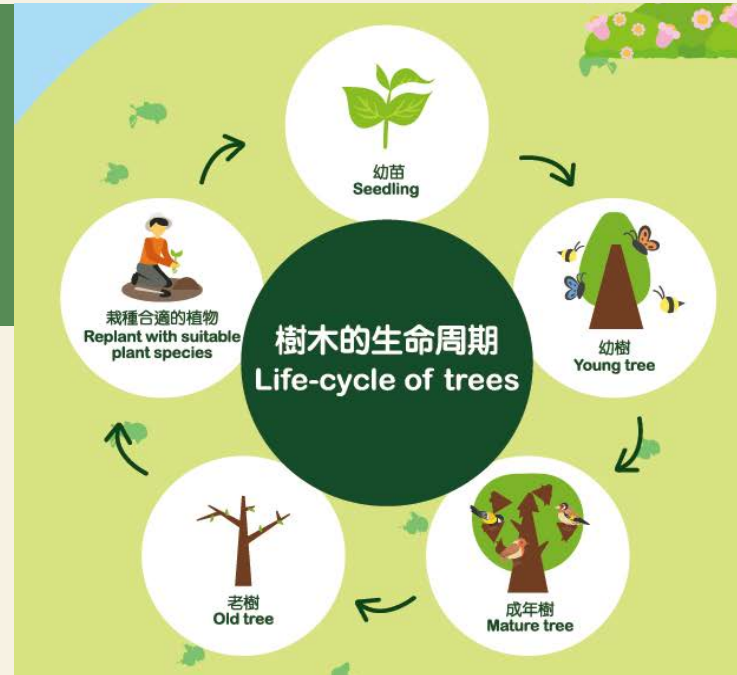 幼苗
Seedling
幼樹
Young tree
成年樹
Mature tree
老樹
Old tree
栽種合適的植物
Replant with suitable
plant species
樹木的生命周期
Life-cycle of trees